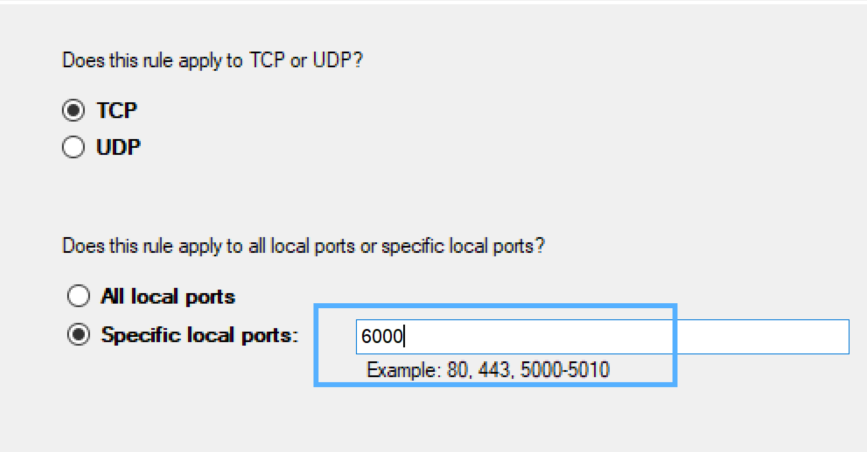 Does this rule apply to TCP or UDP?
TCP
UDP
Does this rule apply to all local ports or specific local ports?
All local ports
Specific local ports: 6000
Example: 80, 443, 5000-5010